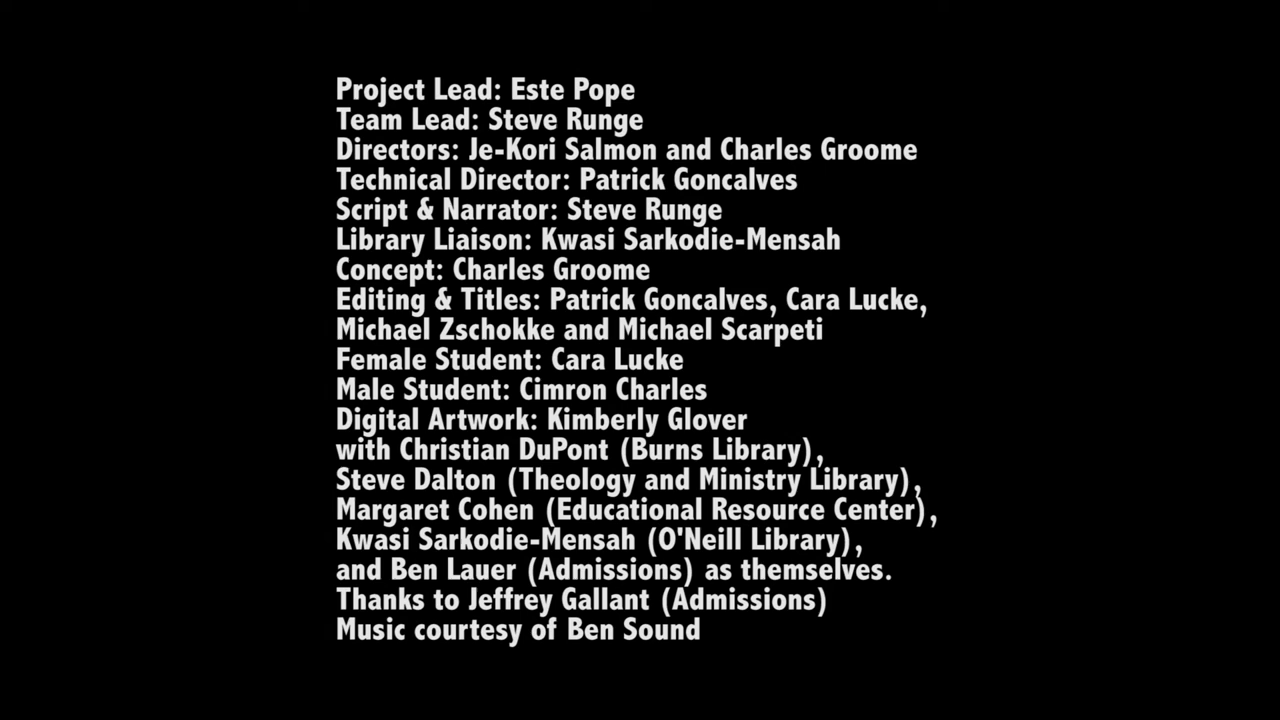 Project Lead: Este Pope
Team Lead: Steve Runge
Directors: Je-Kori Salmon and Charles Groome
Technical Director: Patrick Goncalves
Script & Narrator: Steve Runge
Library Liaison: Kwasi Sarkodie-Mensah
Concept: Charles Groome
Editing & Titles: Patrick Goncalves, Cara Lucke,
Michael Zschokke and Michael Scarpeti
Female Student: Cara Lucke
Male Student: Cimron Charles
Digital Artwork: Kimberly Glover
with Christian DuPont (Burns Library),
Steve Dalton (Theology and Ministry Library),
Margaret Cohen (Educational Resource Center),
Kwasi Sarkodie-Mensah (O'Neill Library),
and Ben Lauer (Admissions) as themselves.
Thanks to Jeffrey Gallant (Admissions)
Music courtesy of Ben Sound